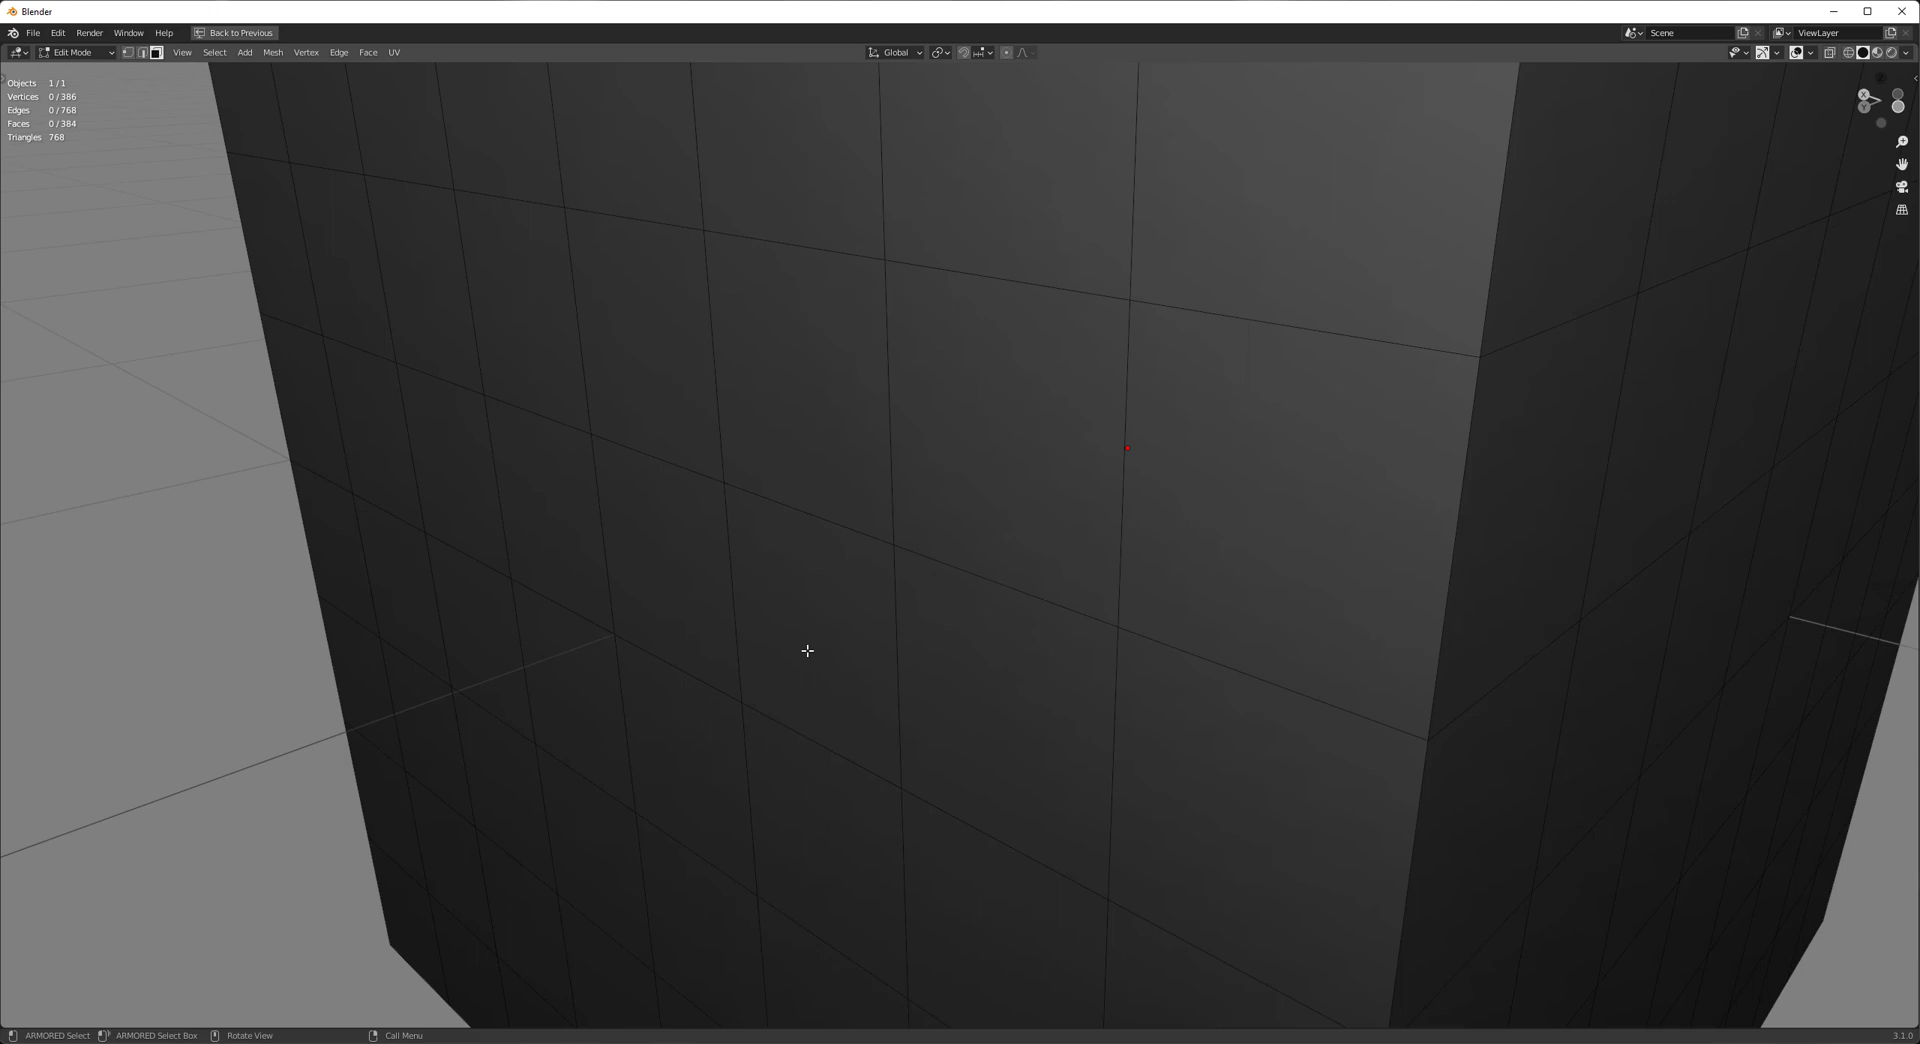 Blender
File Edit Render Window Help Back to Previous Scene ViewLayer
Edit Mode View Select Add Mesh Vertex Edge Face UV Global
Objects 1 / 1
Vertices 0 / 386
Edges 0 / 768
Faces 0 / 384
Triangles 768
X
Y
ARMORED Select ARMORED Select Box Rotate View Call Menu 3.1.0